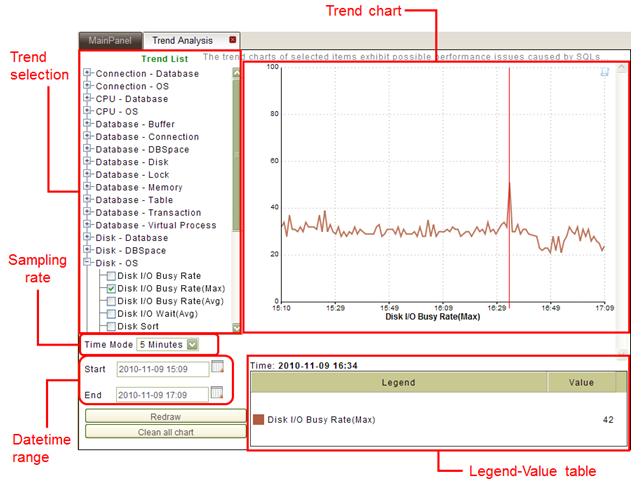 Trend chart
MainPanel
Trend Analysis
Trend selection
Trend List
The trend charts of selected items exhibit possible performance issues caused by SQLs.
Connection - Database
Connection - OS
CPU - Database
CPU - OS
Database - Buffer
Database - Connection
Database - DBSpace
Database - Disk
Database - Lock
Database - Memory
Database - Table
Database - Transaction
Database - Virtual Process
Disk - Database
Disk - DBSpace
Disk - OS
Disk I/O Busy Rate
Disk I/O Busy Rate(Max)
Disk I/O Busy Rate(Avg)
Disk I/O Wait(Avg)
Disk Sort
100
80
60
40
20
0
15:10 15:29 15:49 16:09 16:29 16:49 17:09
Disk I/O Busy Rate(Max)
Sampling rate
Time Mode 5 Minutes
Start 2010-11-09 15:09
End 2010-11-09 17:09
Redraw
Clean all chart
Datetime range
Time: 2010-11-09 16:34
Legend Value
Disk I/O Busy Rate(Max) 42
Legend-Value table